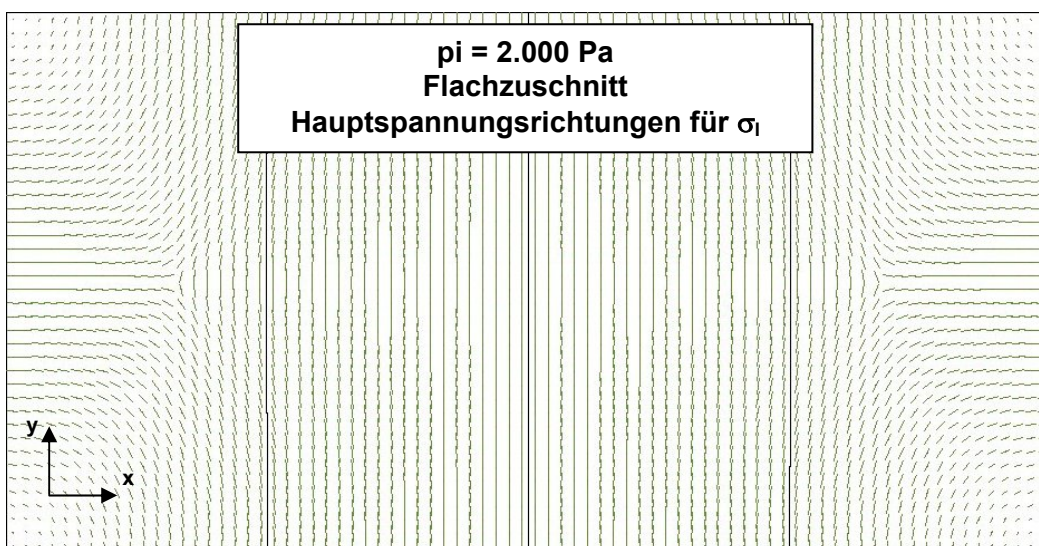 pi = 2.000 Pa
Flachzuschnitt
Hauptspannungsrichtungen für σI
y
x